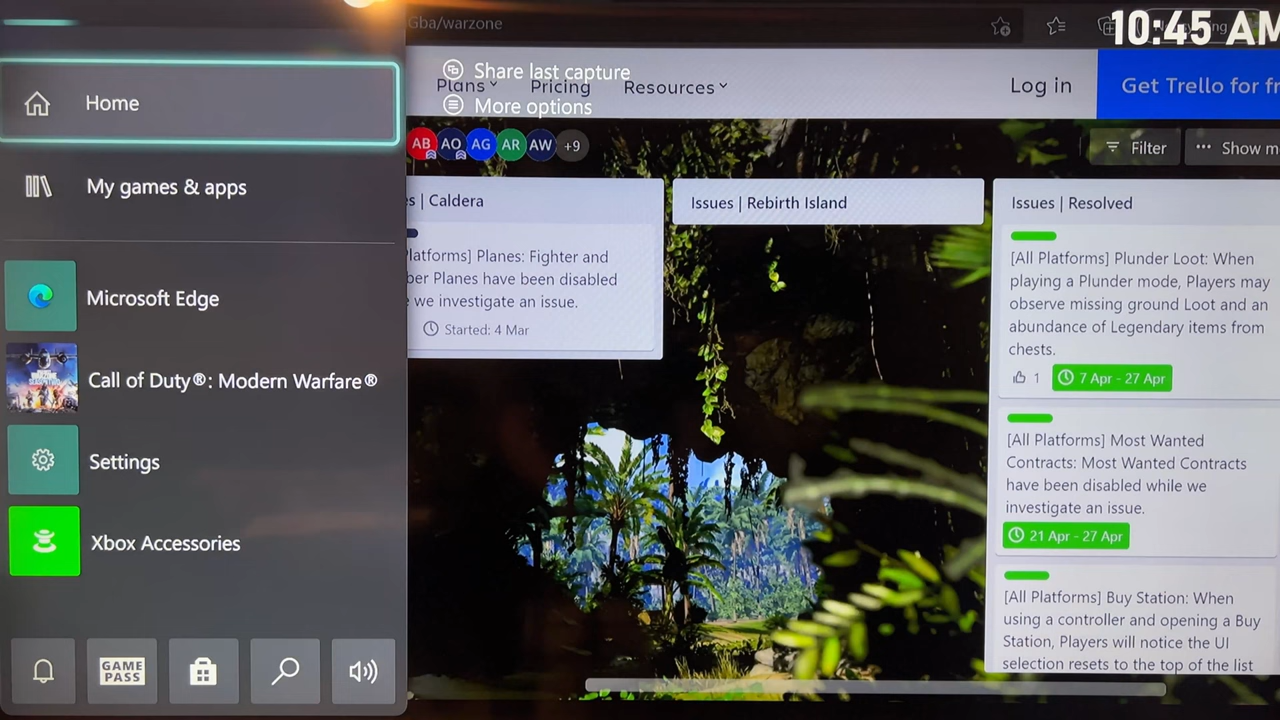 Gba/warzone
10:45 AM
Home
My games & apps
Microsoft Edge
Call of Duty®: Modern Warfare®
Settings
Xbox Accessories
GAME
PASS
Share last capture
More options
Plans
Pricing
Resources
Log in
Get Trello for fr
AB AO AG AR AW +9
Filter
Show m
s | Caldera
latforms] Planes: Fighter and
ber Planes have been disabled
we investigate an issue.
Started: 4 Mar
Issues | Rebirth Island
Issues | Resolved
[All Platforms] Plunder Loot: When
playing a Plunder mode, Players may
observe missing ground Loot and an
abundance of Legendary items from
chests.
1
7 Apr - 27 Apr
[All Platforms] Most Wanted
Contracts: Most Wanted Contracts
have been disabled while we
investigate an issue.
21 Apr - 27 Apr
[All Platforms] Buy Station: When
using a controller and opening a Buy
Station, Players will notice the UI
selection resets to the top of the list